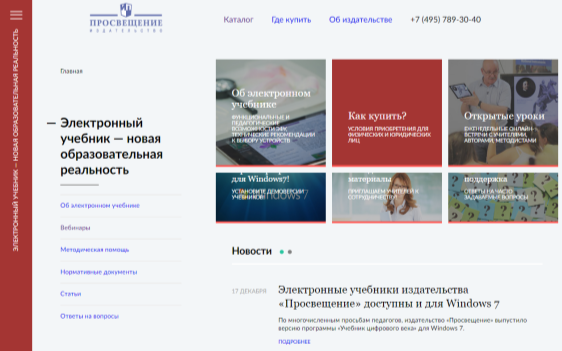 ПРОСВЕЩЕНИЕ
ИЗДАТЕЛЬСТВО
Каталог
Где купить
Об издательстве
+7 (495) 789-30-40
ЭЛЕКТРОННЫЙ УЧЕБНИК — НОВАЯ ОБРАЗОВАТЕЛЬНАЯ РЕАЛЬНОСТЬ
Главная
Электронный
учебник — новая
образовательная
реальность
Об электронном учебнике
Вебинары
Методическая помощь
Нормативные документы
Статьи
Ответы на вопросы
Об электронном
учебнике
ФУНКЦИОНАЛЬНЫЕ И
ПЕДАГОГИЧЕСКИЕ
ВОЗМОЖНОСТИ ЭФУ,
ТЕХНИЧЕСКИЕ РЕКОМЕНДАЦИИ
К ВЫБОРУ УСТРОЙСТВ
Как купить?
УСЛОВИЯ ПРИОБРЕТЕНИЯ ДЛЯ
ФИЗИЧЕСКИХ И ЮРИДИЧЕСКИХ
ЛИЦ
Открытые уроки
ЕЖЕНЕДЕЛЬНЫЕ ОНЛАЙН-
ВСТРЕЧИ С УЧИТЕЛЯМИ,
АВТОРАМИ, МЕТОДИСТАМИ
для Windows7!
УСТАНОВИТЕ ДЕМОВЕРСИИ
УЧЕБНИКОВ!
материалы
ПРИГЛАШАЕМ УЧИТЕЛЕЙ К
СОТРУДНИЧЕСТВУ!
поддержка
ОТВЕТЫ НА ЧАСТО
ЗАДАВАЕМЫЕ ВОПРОСЫ
Новости
17 ДЕКАБРЯ
Электронные учебники издательства
«Просвещение» доступны и для Windows 7
По многочисленным просьбам педагогов, издательство «Просвещение» выпустило
версию программы «Учебник цифрового века» для Windows 7.
ПОДРОБНЕЕ